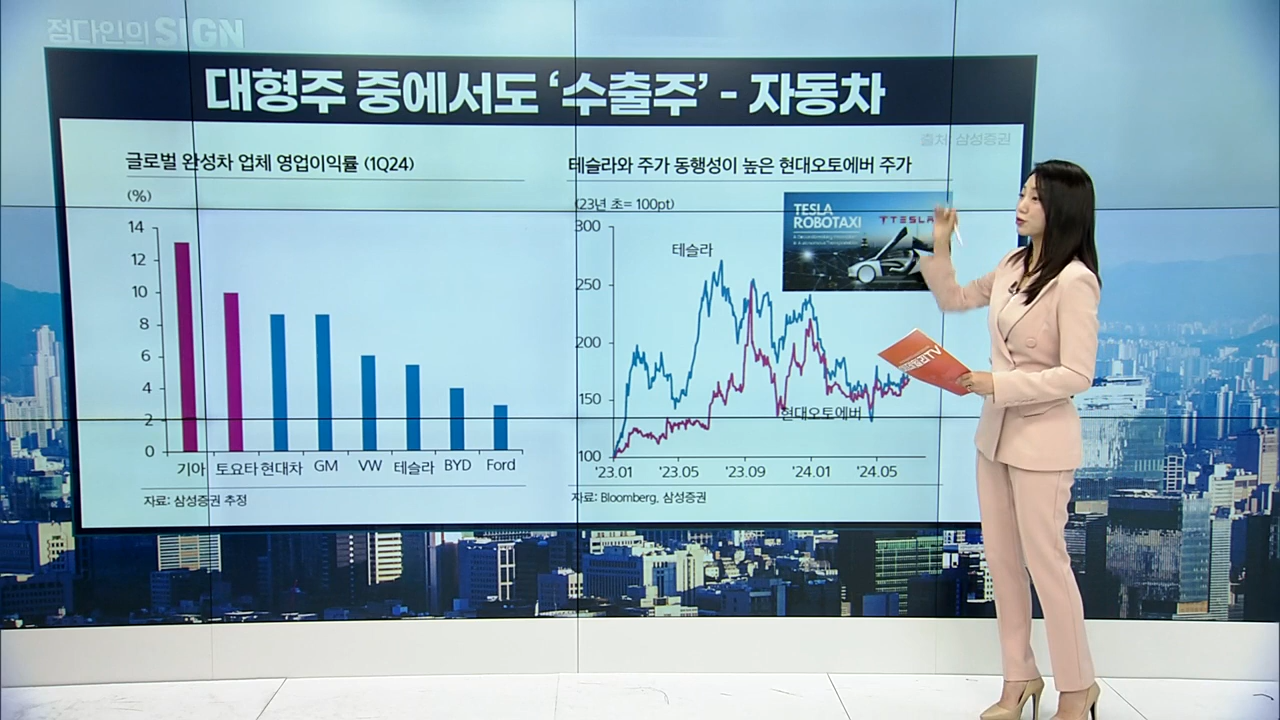 정다인의 SIGN
대형주 중에서도 ‘수출주’ - 자동차
출처: 삼성증권
글로벌 완성차 업체 영업이익률 (1Q24)
(%)
14
12
10
8
6
4
2
0
기아 토요타 현대차 GM VW 테슬라 BYD Ford
자료: 삼성증권 추정
테슬라와 주가 동행성이 높은 현대오토에버 주가
(23년 초= 100pt)
300
250
200
150
100
테슬라
현대오토에버
TESLA
ROBOTAXI
TESLA
'23.01 '23.05 '23.09 '24.01 '24.05
자료: Bloomberg, 삼성증권
TV